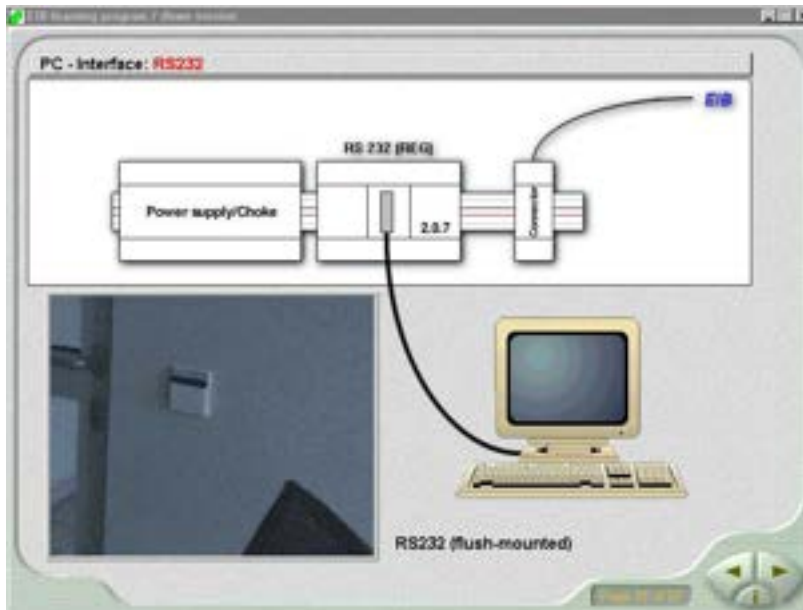 PC - Interface: RS232
EIB
RS 232 (REG)
Power supply/Choke
2.0.7
Connector
RS232 (flush-mounted)